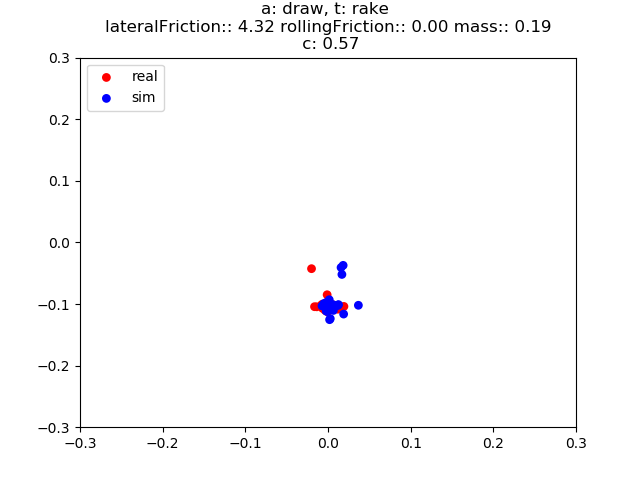 a: draw, t: rake
lateralFriction:: 4.32 rollingFriction:: 0.00 mass:: 0.19
c: 0.57
real
sim
0.3
0.2
0.1
0.0
−0.1
−0.2
−0.3
−0.3 −0.2 −0.1 0.0 0.1 0.2 0.3